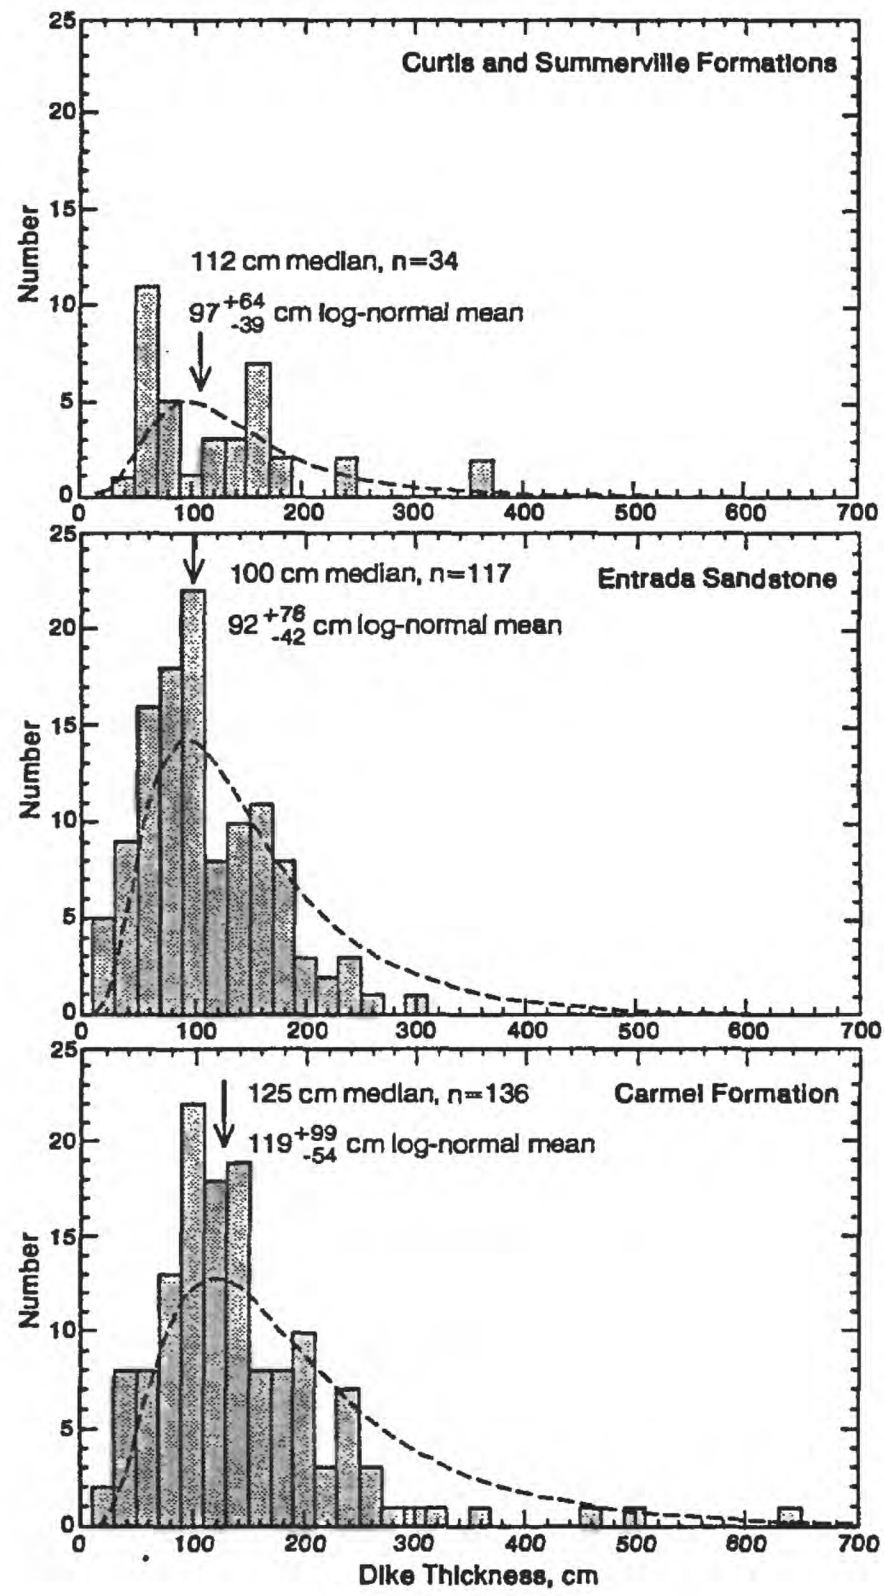 25
Curtis and Summerville Formations
20
15
Number
112 cm median, n=34
10
97 +64 -39 cm log-normal mean
5
0
0 100 200 300 400 500 600 700
25
100 cm median, n=117
Entrada Sandstone
92 +76 -42 cm log-normal mean
20
15
Number
10
5
0
0 100 200 300 400 500 600 700
25
125 cm median, n=136
Carmel Formation
20
119 +99 -54 cm log-normal mean
15
Number
10
5
0
0 100 200 300 400 500 600 700
Dike Thickness, cm